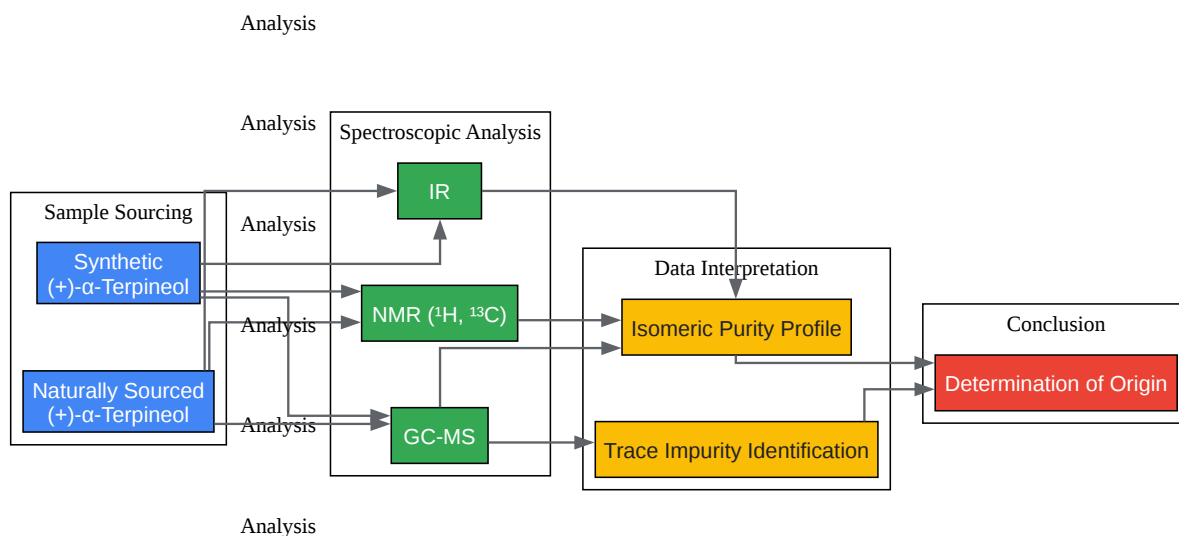 Analysis
Analysis
Spectroscopic Analysis
IR
Sample Sourcing
Analysis
Synthetic
(+)-α-Terpineol
Data Interpretation
NMR (¹H, ¹³C)
Analysis
Isomeric Purity Profile
Conclusion
Naturally Sourced
(+)-α-Terpineol
Determination of Origin
Analysis
GC-MS
Trace Impurity Identification
Analysis